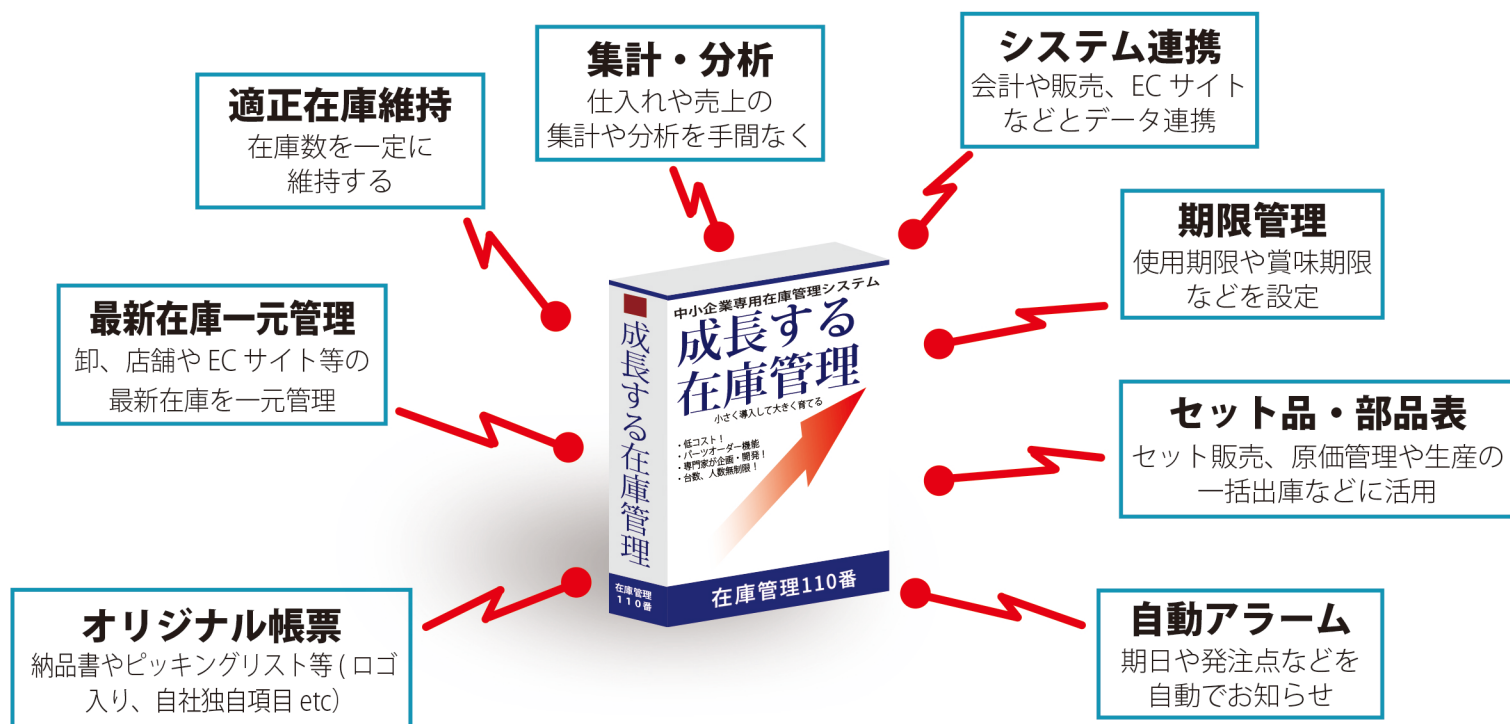 集計・分析
仕入れや売上の
集計や分析を手間なく
システム連携
会計や販売、EC サイト
などとデータ連携
適正在庫維持
在庫数を一定に
維持する
期限管理
使用期限や賞味期限
などを設定
最新在庫一元管理
卸、店舗や EC サイト等の
最新在庫を一元管理
中小企業専用在庫管理システム
成長する
在庫管理
小さく導入して大きく育てる
・低コスト！
・パーツオーダー機能
・専門家が企画・開発！
・台数、人数無制限！
在庫管理110番
成長する在庫管理
在庫管理
110番
セット品・部品表
セット販売、原価管理や生産の
一括出庫などに活用
オリジナル帳票
納品書やピッキングリスト等 ( ロゴ
入り、自社独自項目 etc)
自動アラーム
期日や発注点などを
自動でお知らせ